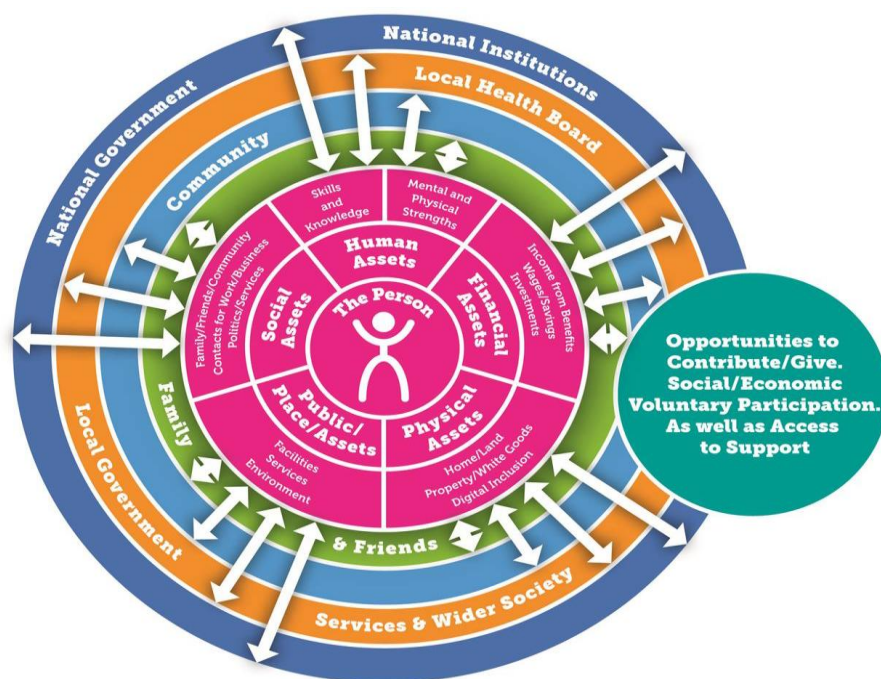 National Government
National Institutions
Local Health Board
Community
Skills
and
Knowledge
Mental and
Physical
Strengths
Human
Assets
Family/Friends/Community
Contacts for Work/Business
Politics/Services
Social
Assets
The Person
Financial
Assets
Income from Benefits
Wages/Savings
Investments
Public/
Place/Assets
Facilities
Services
Environment
Physical
Assets
Home/Land
Property/White Goods
Digital Inclusion
Family
& Friends
Local Government
Services & Wider Society
Opportunities to
Contribute/Give.
Social/Economic
Voluntary Participation.
As well as Access
to Support